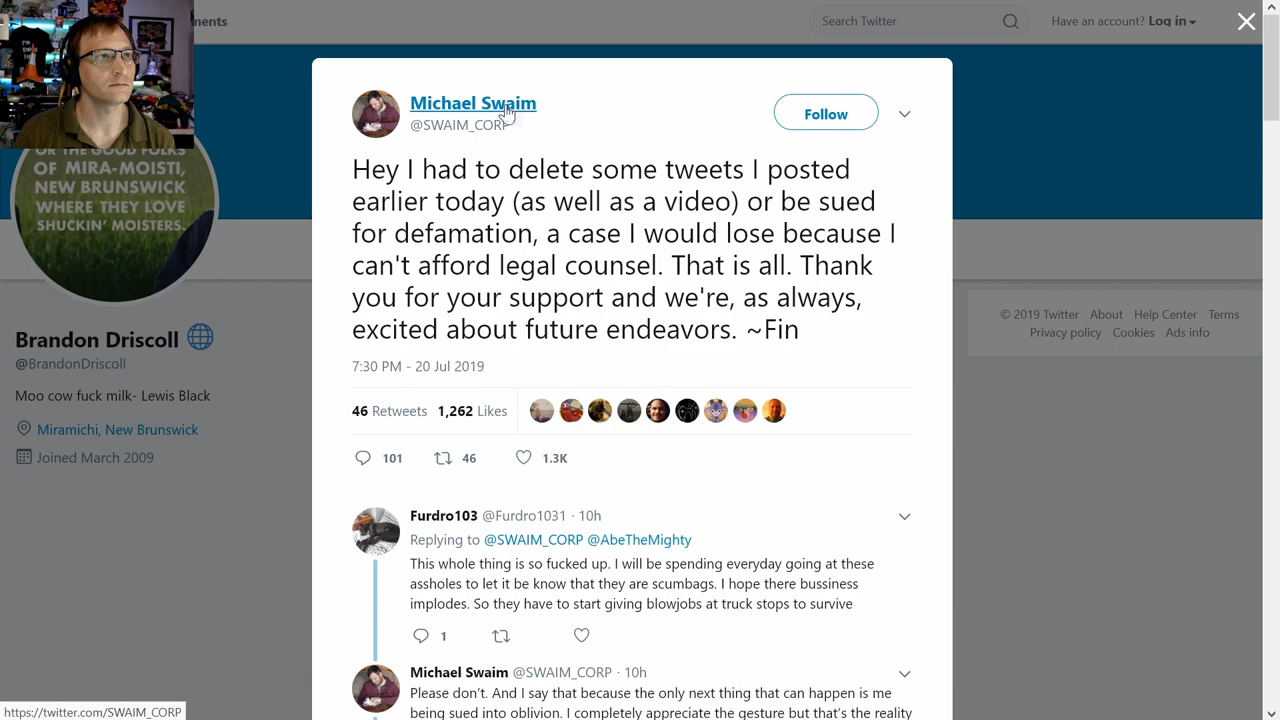 ments
Search Twitter
Have an account? Log in
OR THE GOOD FOLKS
OF MIRA-MOISTI,
NEW BRUNSWICK
WHERE THEY LOVE
SHUCKIN' MOISTERS.
Brandon Driscoll
@BrandonDriscoll
Moo cow fuck milk- Lewis Black
Miramichi, New Brunswick
Joined March 2009
Michael Swaim
@SWAIM_CORP
Follow
Hey I had to delete some tweets I posted
earlier today (as well as a video) or be sued
for defamation, a case I would lose because I
can't afford legal counsel. That is all. Thank
you for your support and we're, as always,
excited about future endeavors. ~Fin
7:30 PM - 20 Jul 2019
46 Retweets 1,262 Likes
101 46 1.3K
Furdro103 @Furdro1031 · 10h
Replying to @SWAIM_CORP @AbeTheMighty
This whole thing is so fucked up. I will be spending everyday going at these
assholes to let it be know that they are scumbags. I hope there bussiness
implodes. So they have to start giving blowjobs at truck stops to survive
1
Michael Swaim @SWAIM_CORP · 10h
Please don't. And I say that because the only next thing that can happen is me
being sued into oblivion. I completely appreciate the gesture but that's the reality
© 2019 Twitter About Help Center Terms
Privacy policy Cookies Ads info
https://twitter.com/SWAIM_CORP